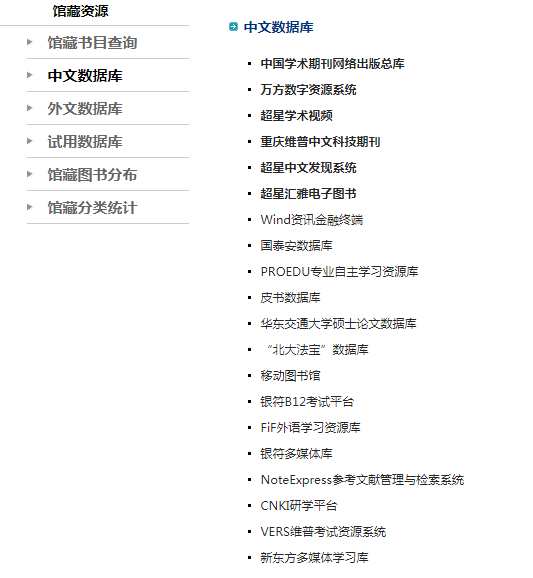 馆藏资源
馆藏书目查询
中文数据库
外文数据库
试用数据库
馆藏图书分布
馆藏分类统计
中文数据库
中国学术期刊网络出版总库
万方数字资源系统
超星学术视频
重庆维普中文科技期刊
超星中文发现系统
超星汇雅电子图书
Wind资讯金融终端
国泰安数据库
PROEDU专业自主学习资源库
皮书数据库
华东交通大学硕士论文数据库
“北大法宝”数据库
移动图书馆
银符B12考试平台
FiF外语学习资源库
银符多媒体库
NoteExpress参考文献管理与检索系统
CNKI研学平台
VERS维普考试资源系统
新东方多媒体学习库